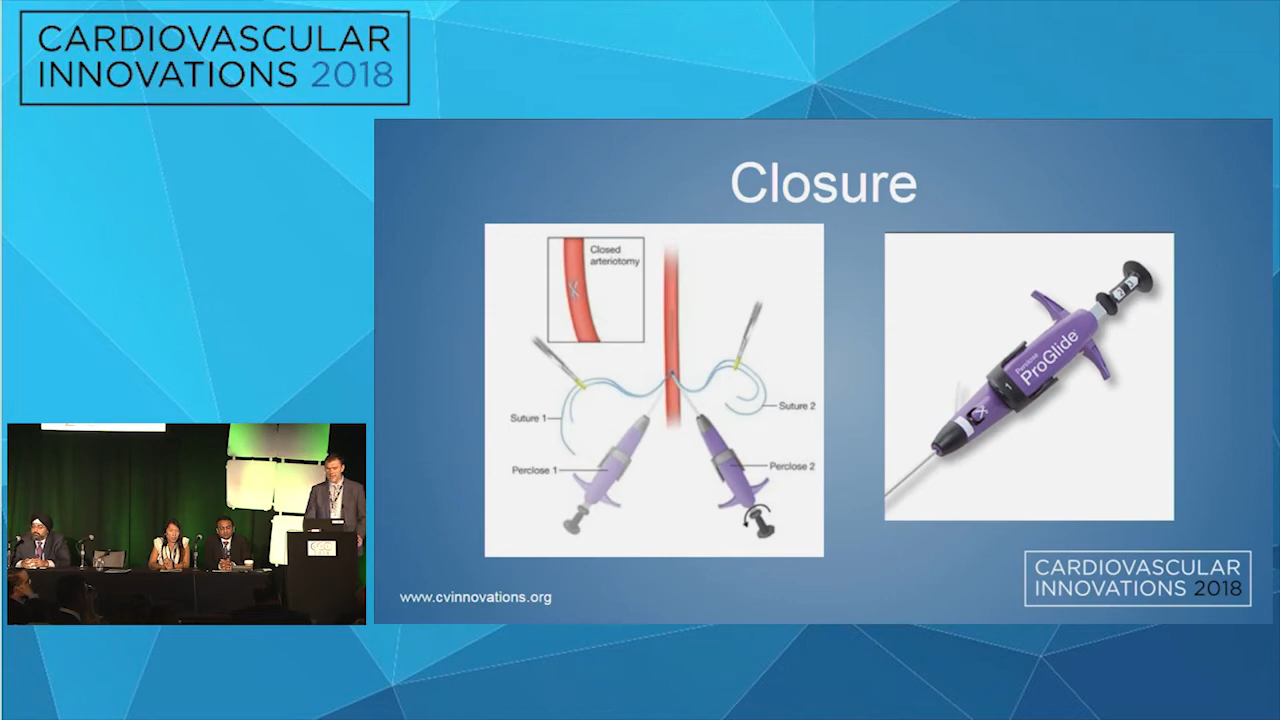 CARDIOVASCULAR
INNOVATIONS 2018
Closure
Closed
arteriotomy
Suture 1
Suture 2
Perclose 1
Perclose 2
Perclose
ProGlide
www.cvinnovations.org
CARDIOVASCULAR
INNOVATIONS 2018